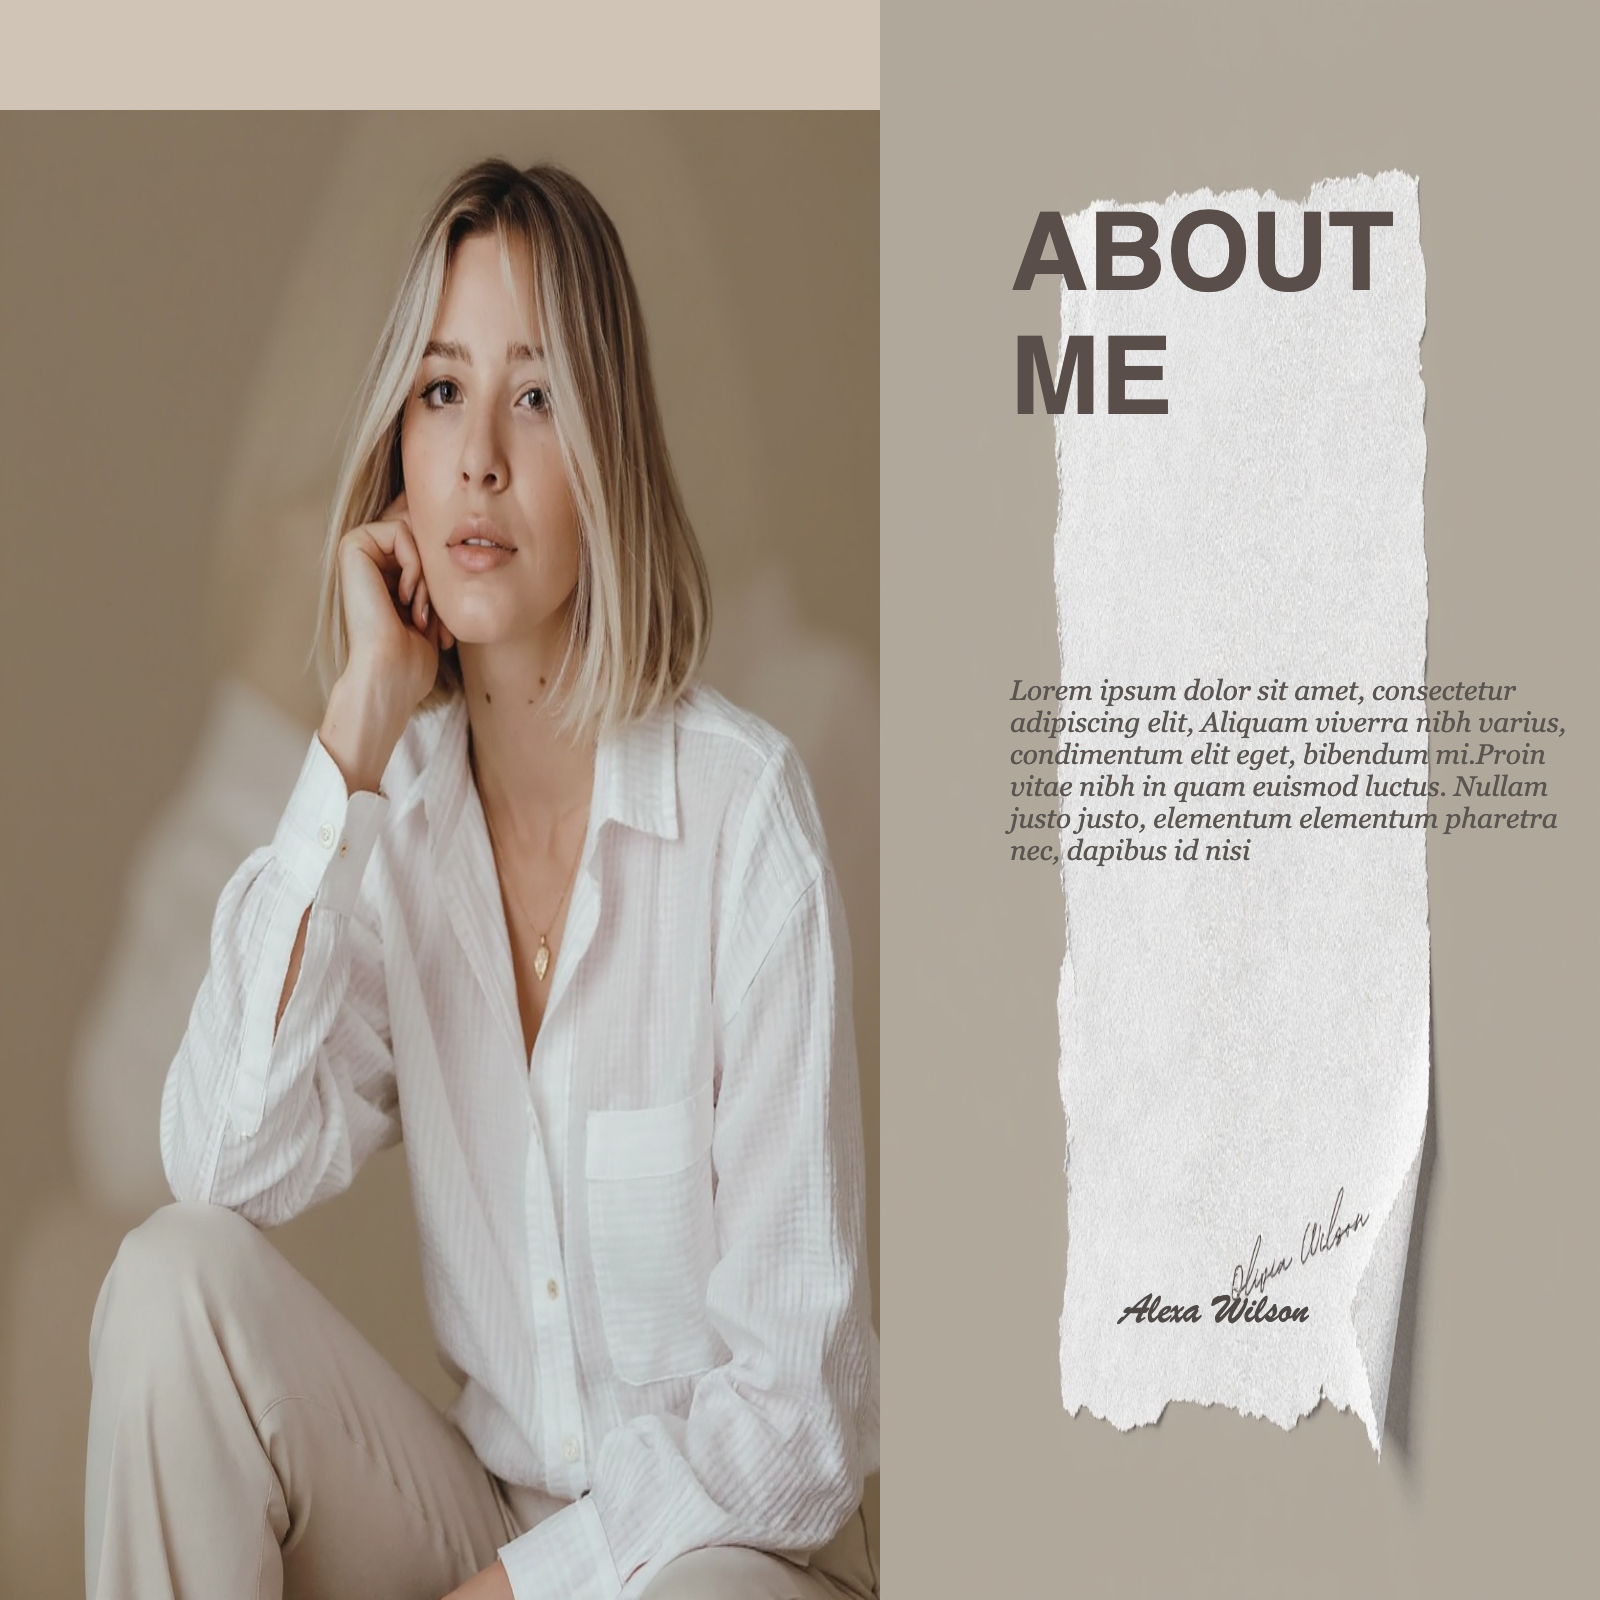 ABOUT
ME
Lorem ipsum dolor sit amet, consectetur
adipiscing elit, Aliquam viverra nibh varius,
condimentum elit eget, bibendum mi.Proin
vitae nibh in quam euismod luctus. Nullam
justo justo, elementum elementum pharetra
nec, dapibus id nisi
Olivia Wilson
Alexa Wilson